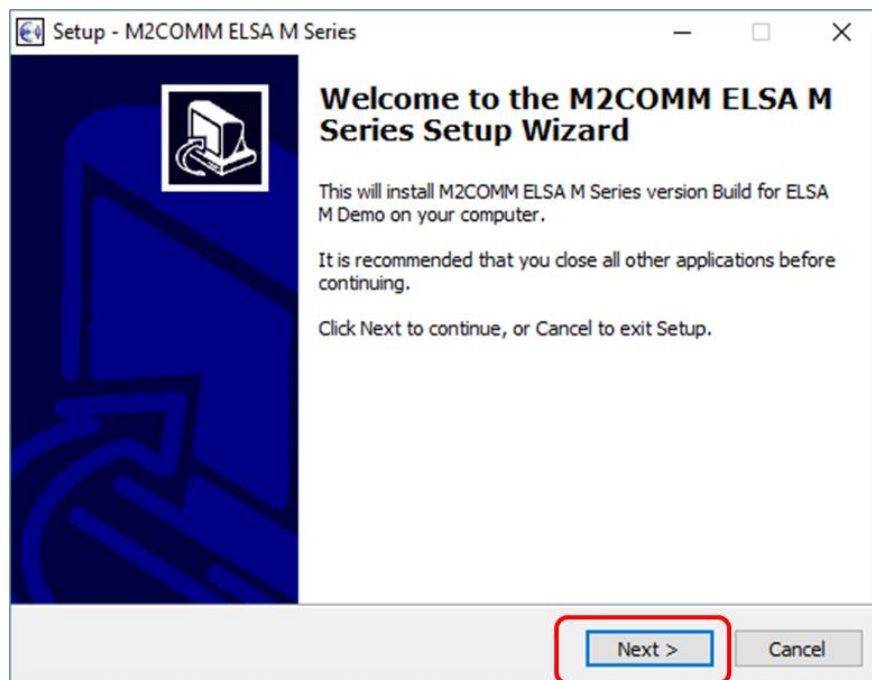 Setup - M2COMM ELSA M Series
Welcome to the M2COMM ELSA M
Series Setup Wizard
This will install M2COMM ELSA M Series version Build for ELSA
M Demo on your computer.
It is recommended that you close all other applications before
continuing.
Click Next to continue, or Cancel to exit Setup.
Next >
Cancel